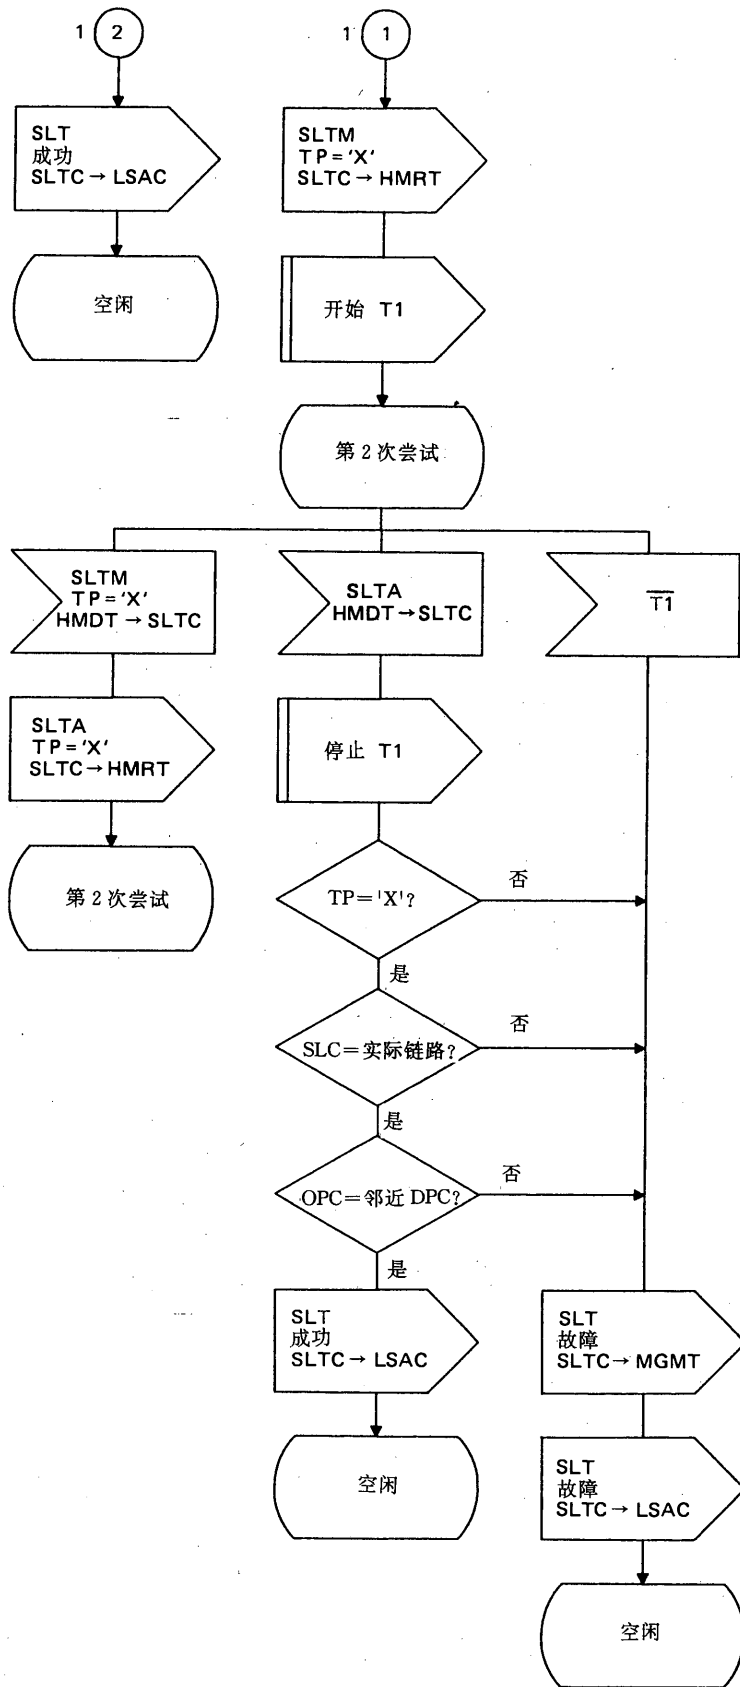 1 2
1 1
SLT
成功
SLTC → LSAC
SLTM
TP = 'X'
SLTC → HMRT
空闲
开始 T1
第 2 次尝试
SLTM
TP = 'X'
HMDT → SLTC
SLTA
HMDT → SLTC
T1
SLTA
TP = 'X'
SLTC → HMRT
停止 T1
第 2 次尝试
TP = 'X'?
否
是
SLC = 实际链路?
否
是
OPC = 邻近 DPC?
否
是
SLT
成功
SLTC → LSAC
SLT
故障
SLTC → MGMT
空闲
SLT
故障
SLTC → LSAC
空闲